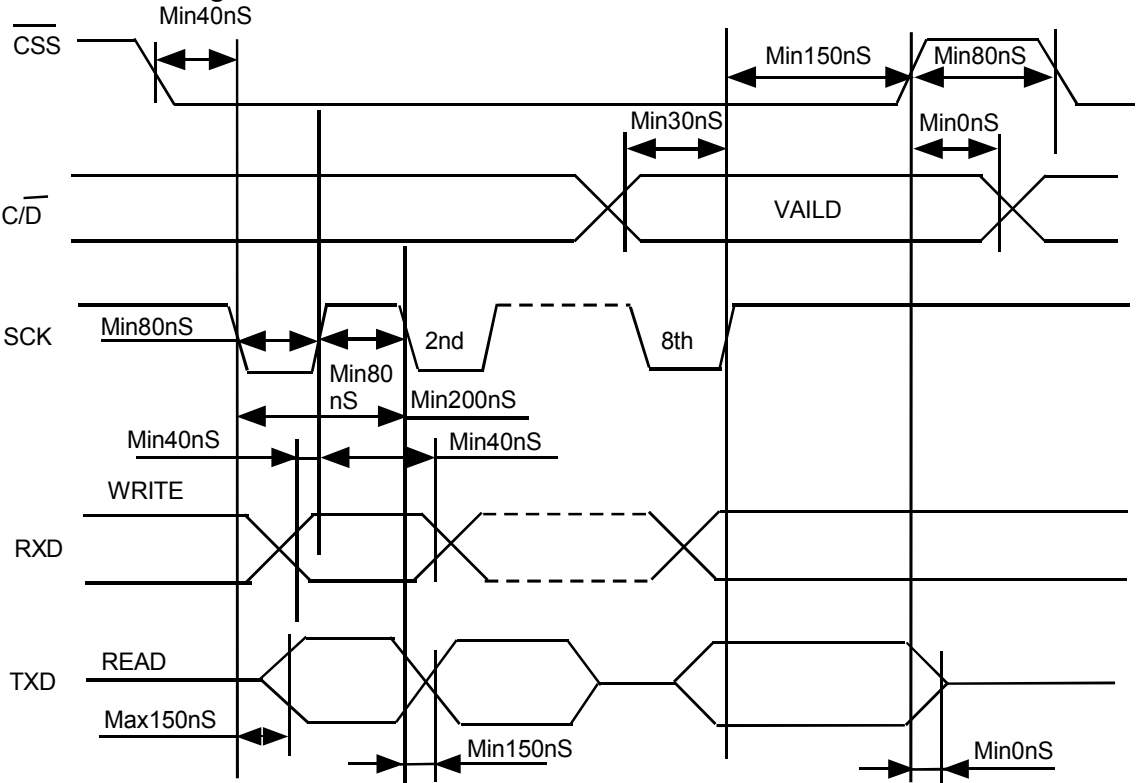 Min40nS
CSS
Min150nS
Min80nS
Min30nS
Min0nS
C/D
VAILD
SCK
Min80nS
2nd
8th
Min80
nS
Min200nS
Min40nS
Min40nS
WRITE
RXD
READ
TXD
Max150nS
Min150nS
Min0nS